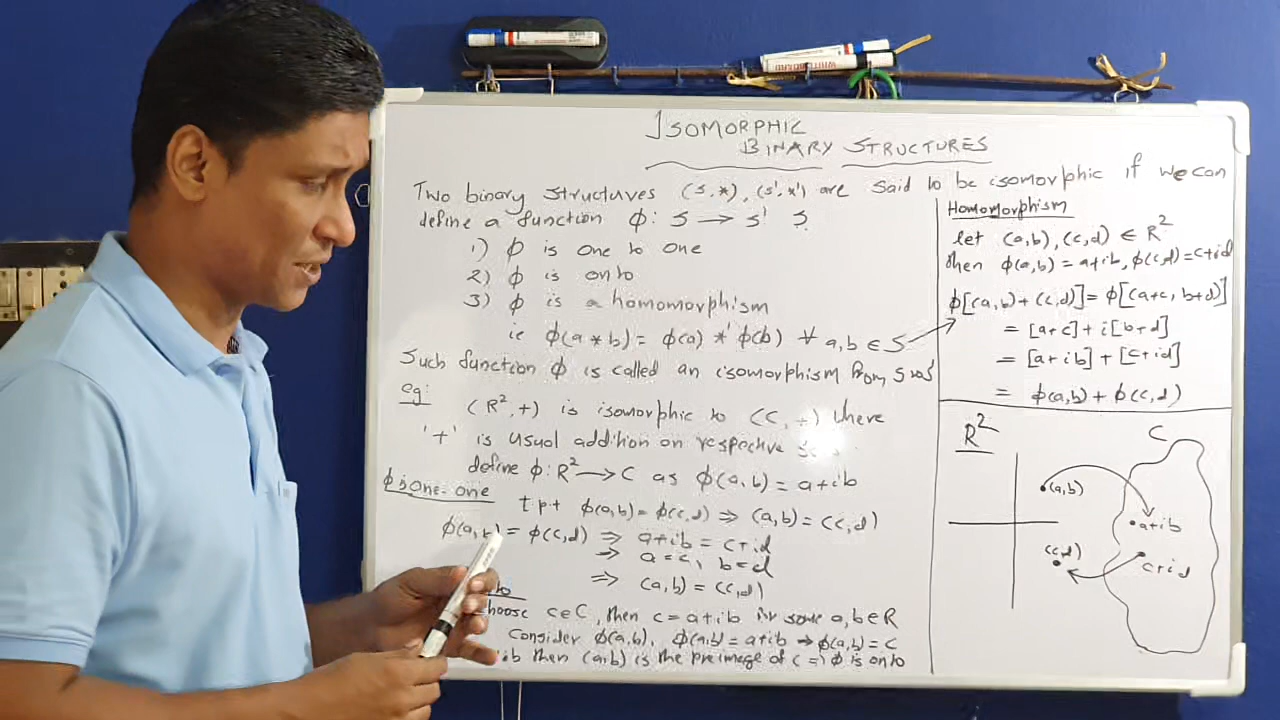 ISOMORPHIC
BINARY STRUCTURES
Two binary structures (S,*), (S',*') are said to be isomorphic if we can
define a function ϕ: S → S' ∋.
1) ϕ is one to one
2) ϕ is onto
3) ϕ is a homomorphism
ie ϕ(a * b) = ϕ(a) *' ϕ(b) ∀ a,b ∈ S
Such function ϕ is called an isomorphism from S to S'
eg:
(R²,+) is isomorphic to (C,+) where
'+' is usual addition on respective
define ϕ: R² → C as ϕ(a,b) = a+ib
ϕ is One-one
t.p.t ϕ(a,b) = ϕ(c,d) ⇒ (a,b) = (c,d)
ϕ(a, ) = ϕ(c,d) ⇒ a+ib = c+id
⇒ a=c, b=d
⇒ (a,b) = (c,d)
c∈C, then c = a+ib for some a,b∈R
Consider ϕ(a,b), ϕ(a,b) = a+ib ⇒ ϕ(a,b) = c
then (a,b) is the preimage of c ⇒ ϕ is onto
Homomorphism
let (a,b), (c,d) ∈ R²
then ϕ(a,b) = a+ib, ϕ(c,d) = c+id
ϕ[(a,b)+(c,d)] = ϕ[(a+c, b+d)]
= [a+c] + i[b+d]
= [a+ib] + [c+id]
= ϕ(a,b) + ϕ(c,d)
R²
C
(a,b)
a+ib
(c,d)
c+id